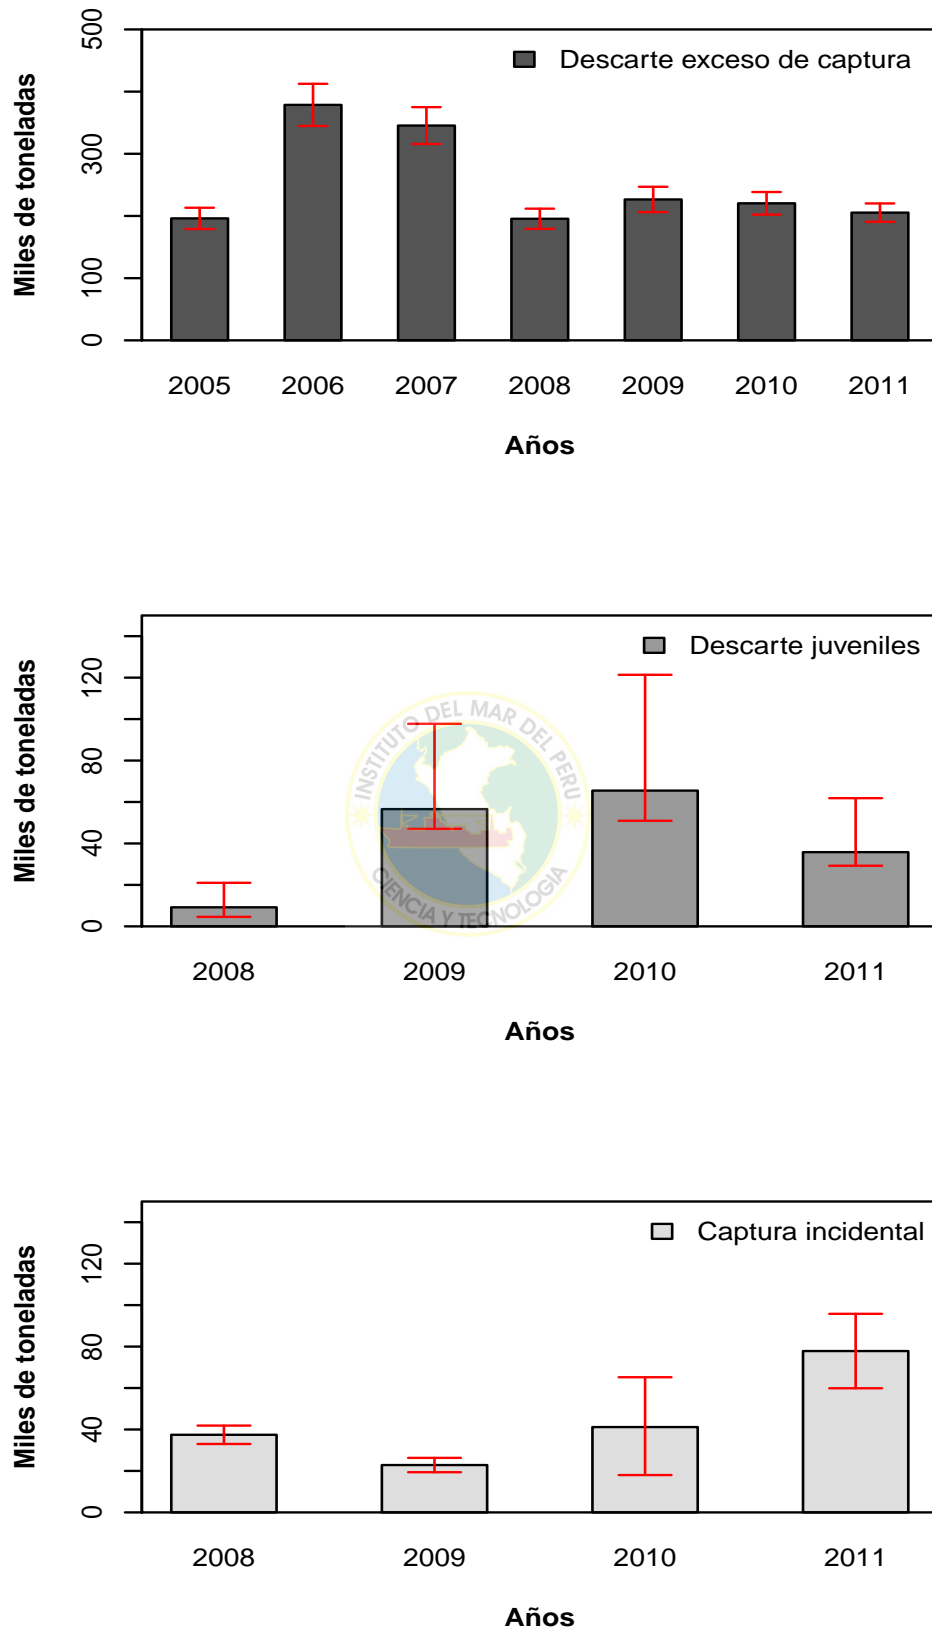 500
300
100
0
Miles de toneladas
Descarte exceso de captura
2005 2006 2007 2008 2009 2010 2011
Años
120
80
40
0
Miles de toneladas
Descarte juveniles
INSTITUTO DEL MAR DEL PERU
CIENCIA Y TECNOLOGIA
2008 2009 2010 2011
Años
120
80
40
0
Miles de toneladas
Captura incidental
2008 2009 2010 2011
Años